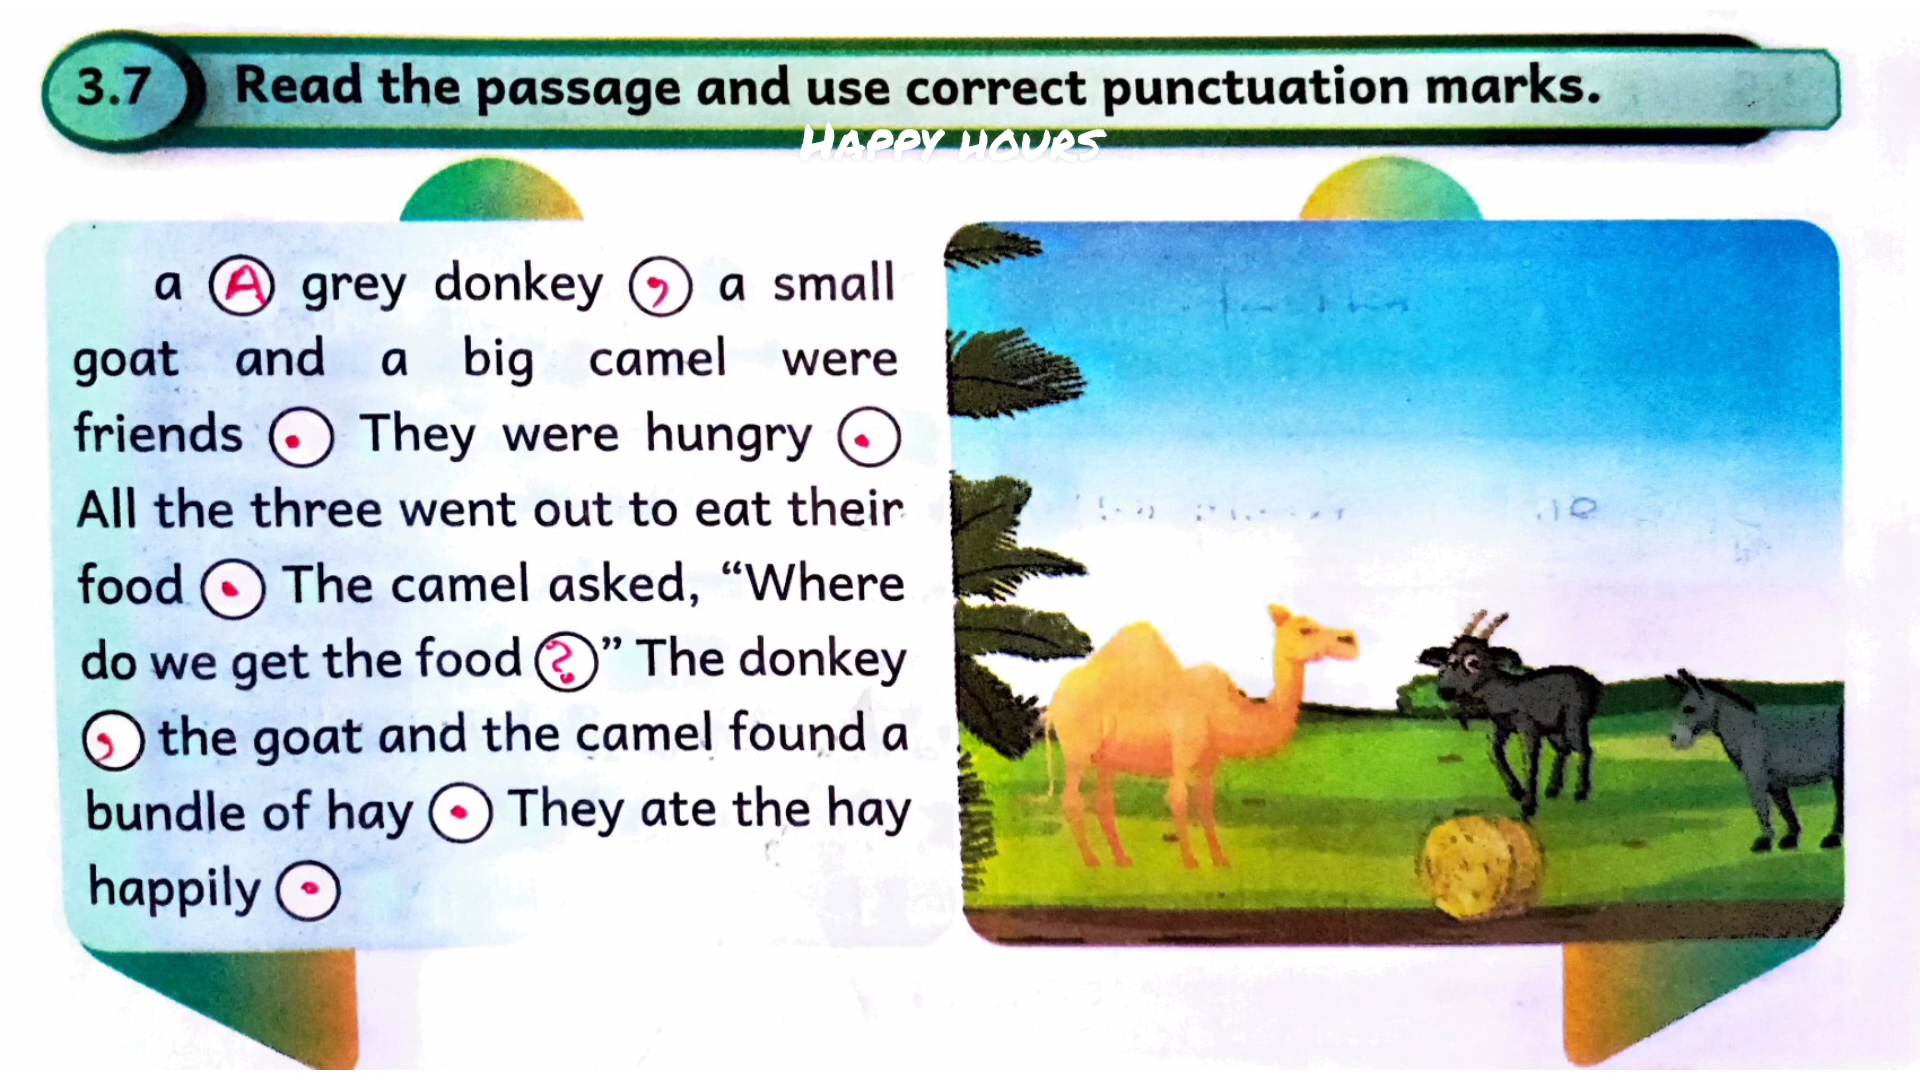 3.7 Read the passage and use correct punctuation marks.
Happy hours
a A grey donkey , a small
goat and a big camel were
friends . They were hungry .
All the three went out to eat their
food . The camel asked, “Where
do we get the food ?” The donkey
, the goat and the camel found a
bundle of hay . They ate the hay
happily .